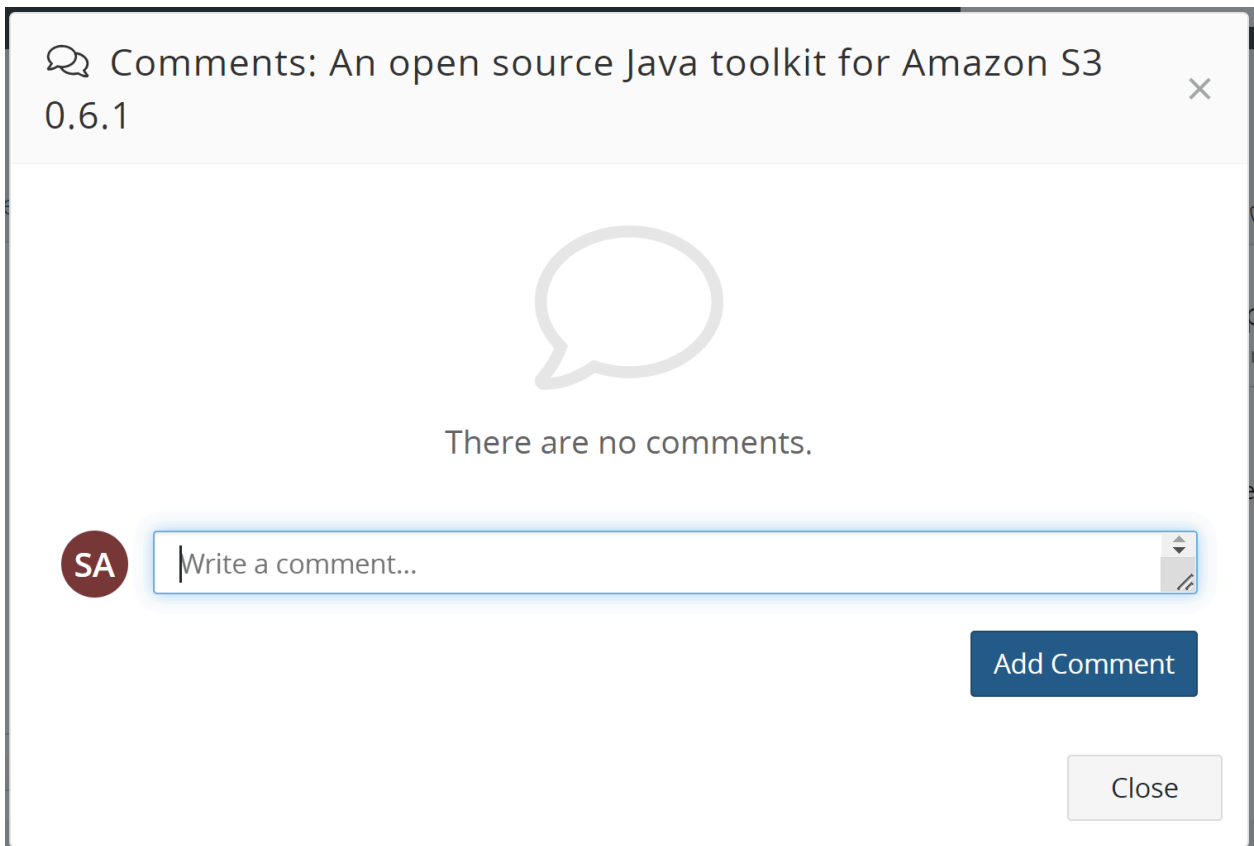 Comments: An open source Java toolkit for Amazon S3
0.6.1
There are no comments.
SA
Write a comment...
Add Comment
Close